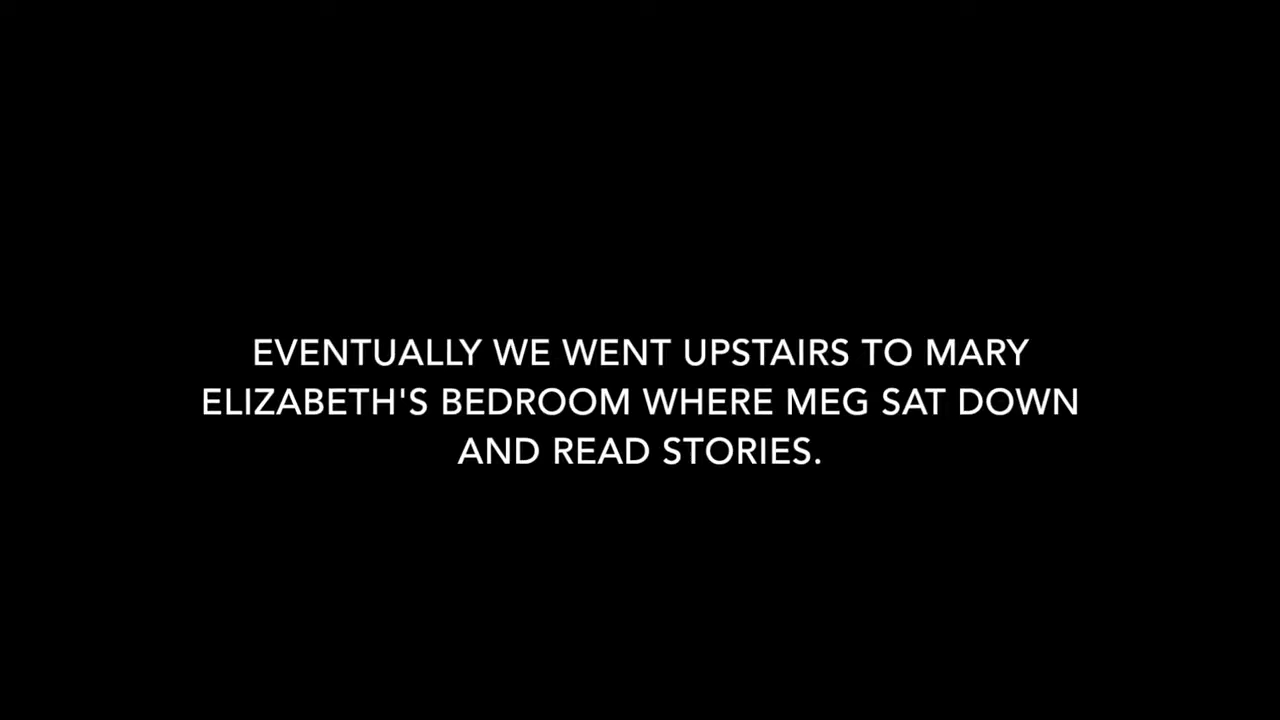 EVENTUALLY WE WENT UPSTAIRS TO MARY
ELIZABETH'S BEDROOM WHERE MEG SAT DOWN
AND READ STORIES.